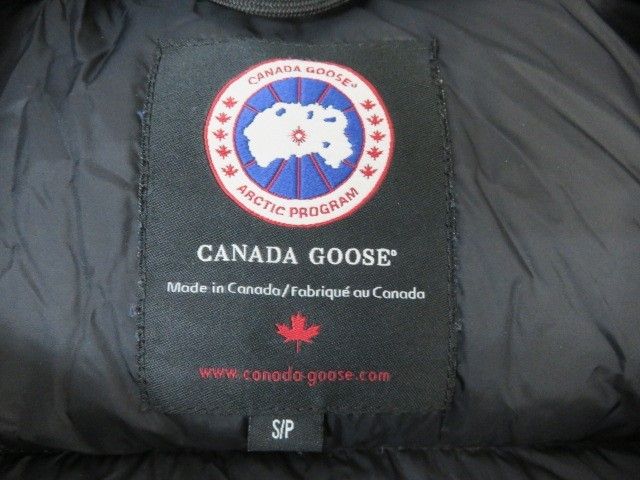 CANADA GOOSE®
ARCTIC PROGRAM
CANADA GOOSE®
Made in Canada/Fabriqué au Canada
www.canada-goose.com
S/P